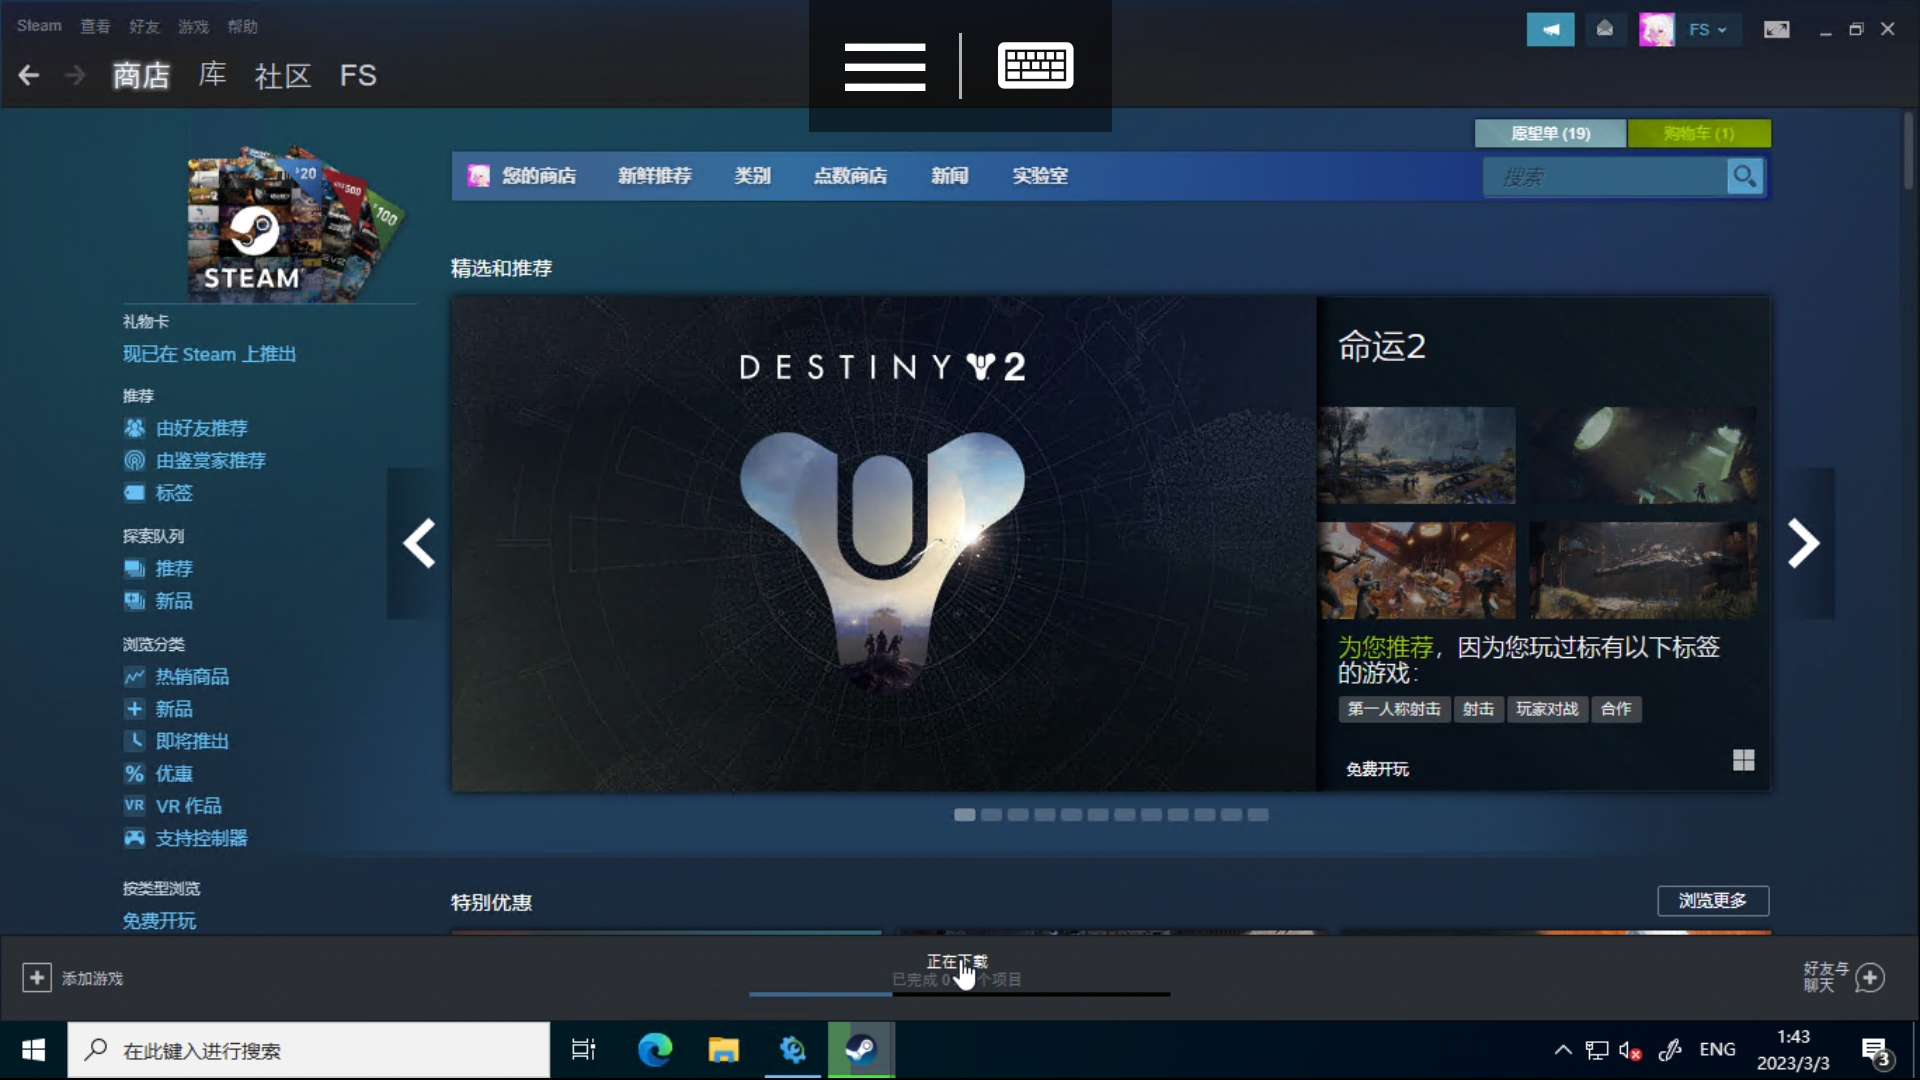 Steam 查看 好友 游戏 帮助
FS
商店 库 社区 FS
愿望单 (19) 购物车 (1)
您的商店 新鲜推荐 类别 点数商店 新闻 实验室
搜索
$20
500
100
STEAM
礼物卡
现已在 Steam 上推出
推荐
由好友推荐
由鉴赏家推荐
标签
探索队列
推荐
新品
浏览分类
热销商品
新品
即将推出
优惠
VR VR 作品
支持控制器
按类型浏览
免费开玩
精选和推荐
DESTINY 2
命运2
为您推荐，因为您玩过标有以下标签
的游戏：
第一人称射击 射击 玩家对战 合作
免费开玩
特别优惠
浏览更多
添加游戏
正在下载
已完成 0 个项目
好友与
聊天
在此键入进行搜索
ENG
1:43
2023/3/3
3